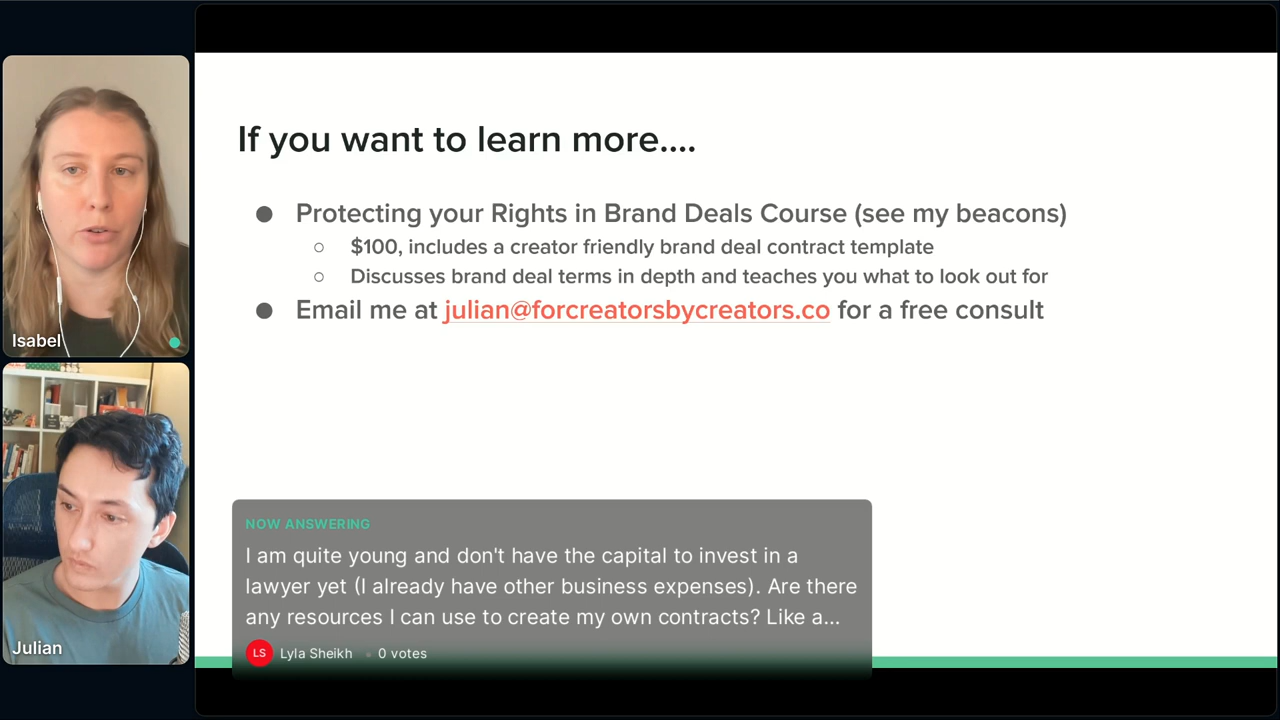 If you want to learn more....
● Protecting your Rights in Brand Deals Course (see my beacons)
○ $100, includes a creator friendly brand deal contract template
○ Discusses brand deal terms in depth and teaches you what to look out for
● Email me at julian@forcreatorsbycreators.co for a free consult
Isabel
Julian
NOW ANSWERING
I am quite young and don't have the capital to invest in a
lawyer yet (I already have other business expenses). Are there
any resources I can use to create my own contracts? Like a...
LS Lyla Sheikh • 0 votes